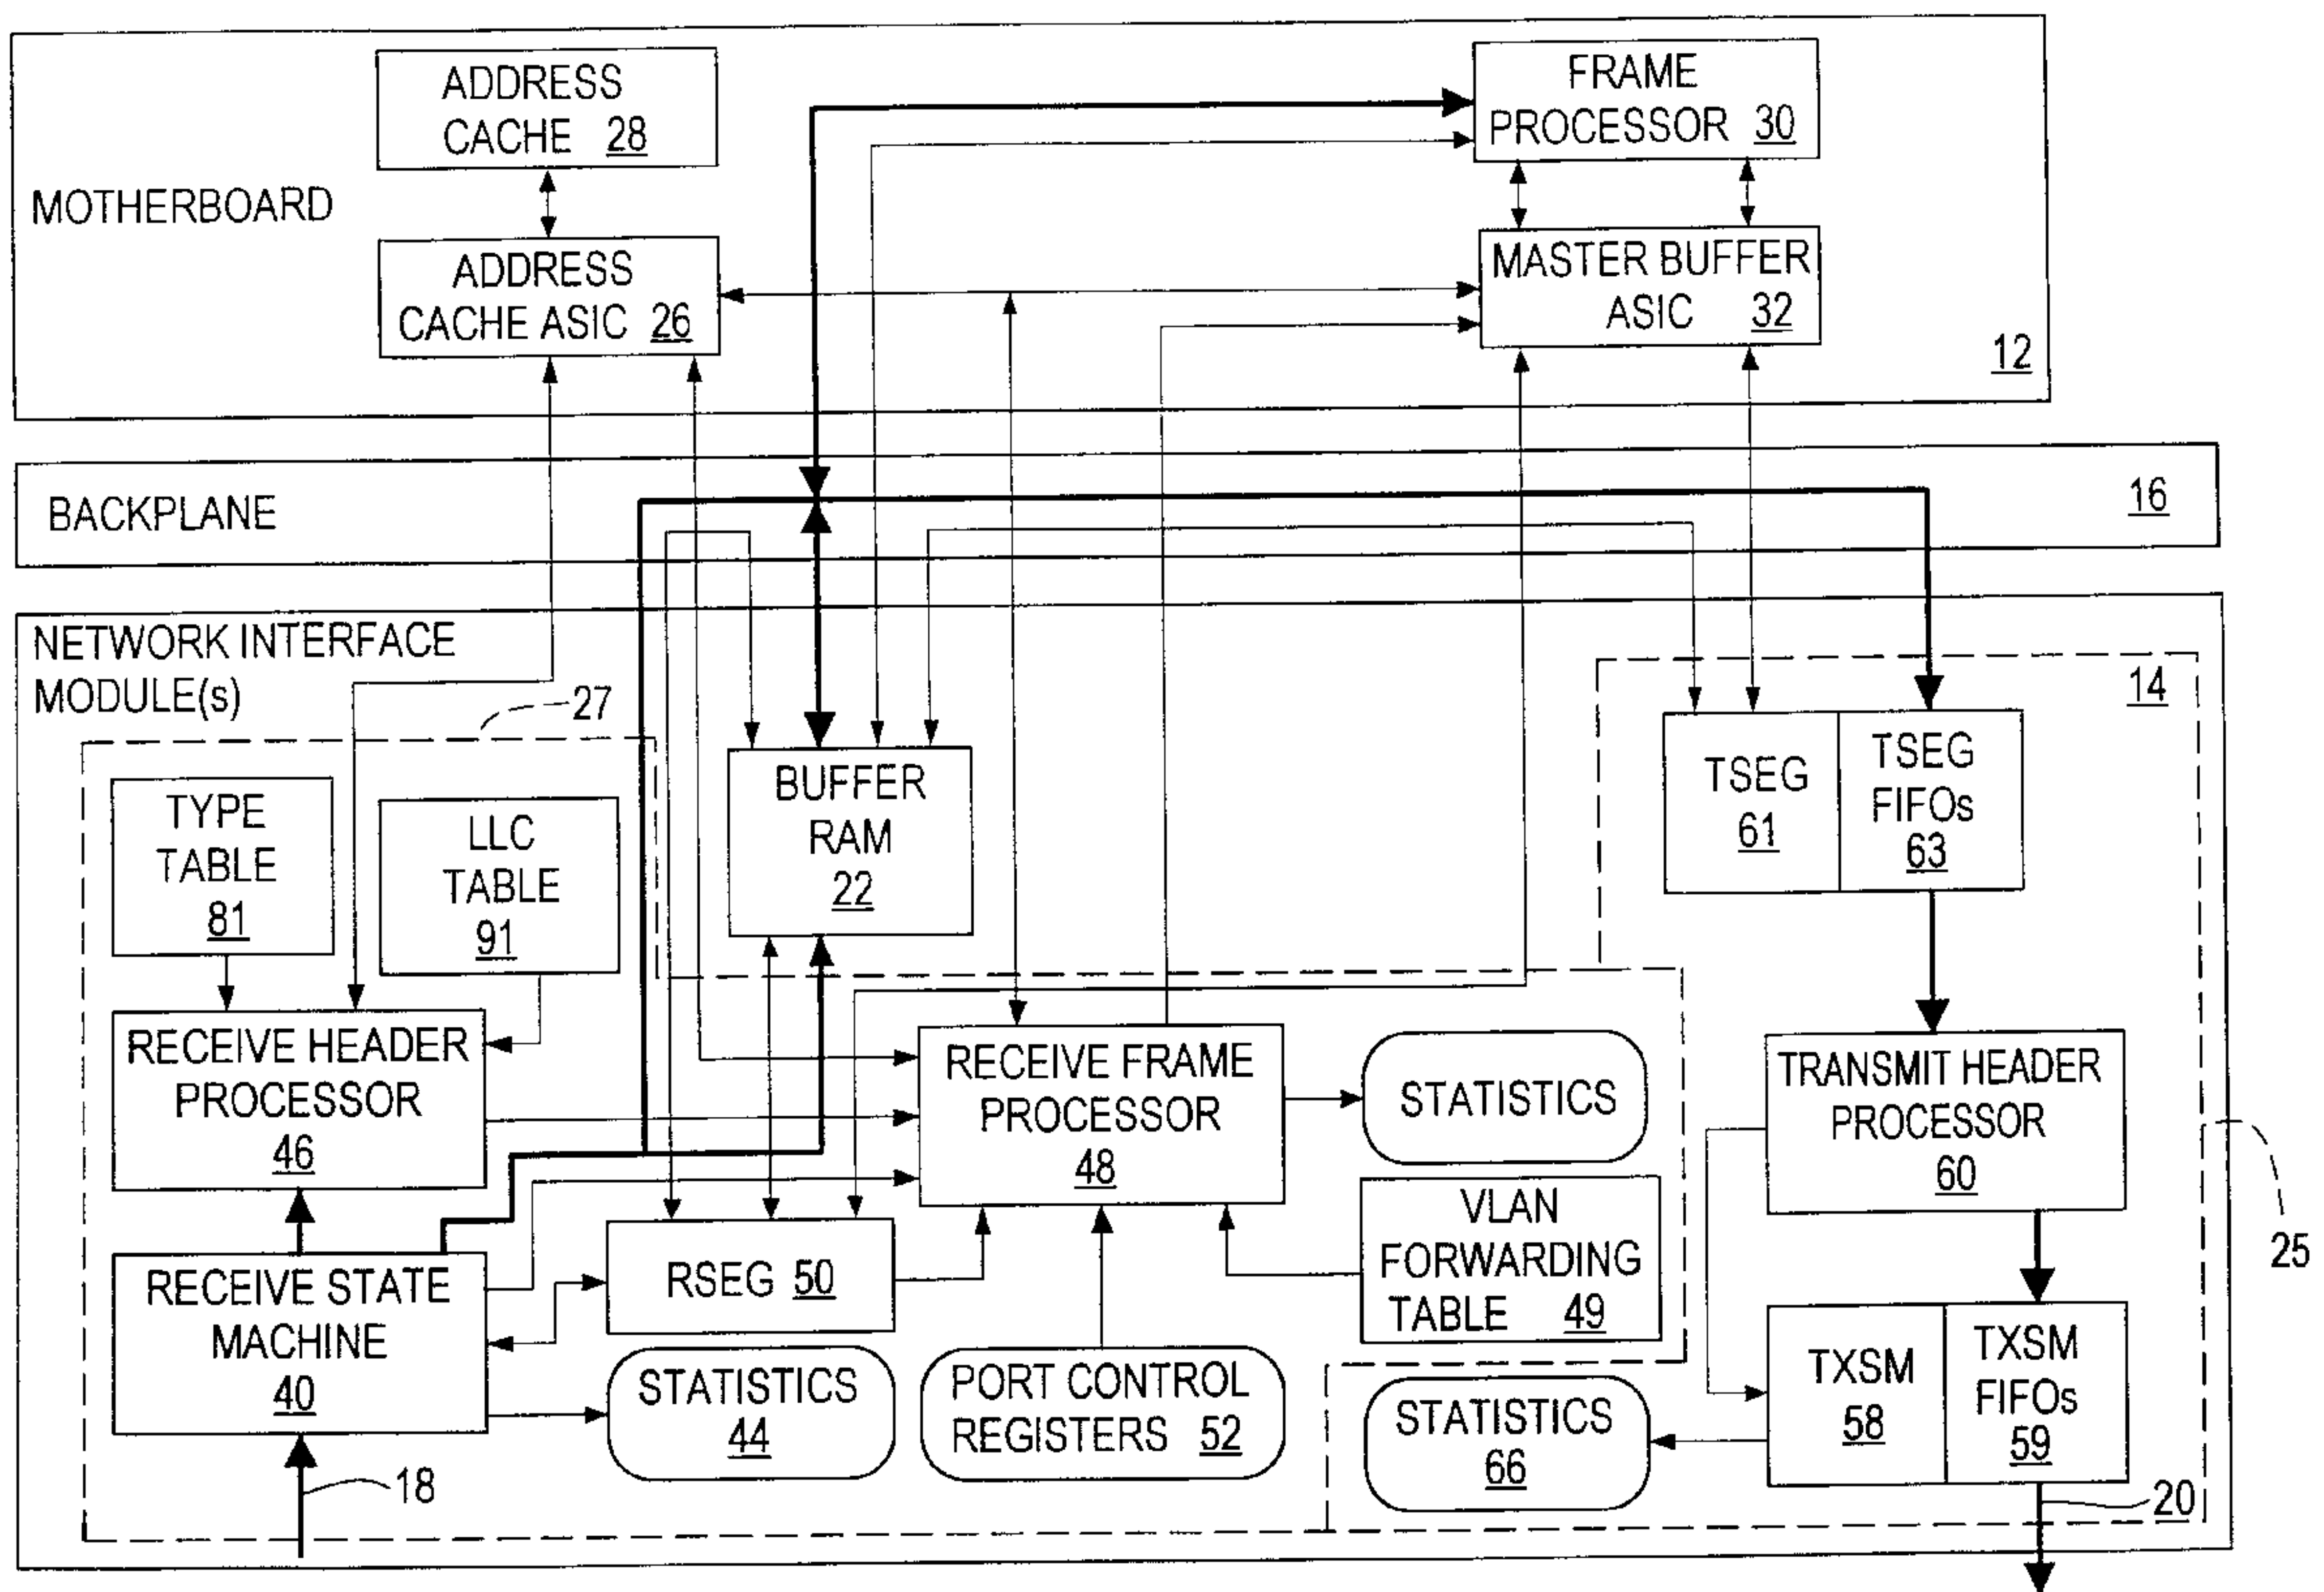 ADDRESS
CACHE 28
FRAME
PROCESSOR 30
MOTHERBOARD
ADDRESS
CACHE ASIC 26
MASTER BUFFER
ASIC 32
12
BACKPLANE
16
NETWORK INTERFACE
MODULE(s)
27
14
TYPE
TABLE
81
LLC
TABLE
91
BUFFER
RAM
22
TSEG
61
TSEG
FIFOs
63
RECEIVE HEADER
PROCESSOR
46
RECEIVE FRAME
PROCESSOR
48
STATISTICS
TRANSMIT HEADER
PROCESSOR
60
VLAN
FORWARDING
TABLE 49
25
RECEIVE STATE
MACHINE
40
RSEG 50
STATISTICS
44
PORT CONTROL
REGISTERS 52
STATISTICS
66
TXSM
58
TXSM
FIFOs
59
18
20